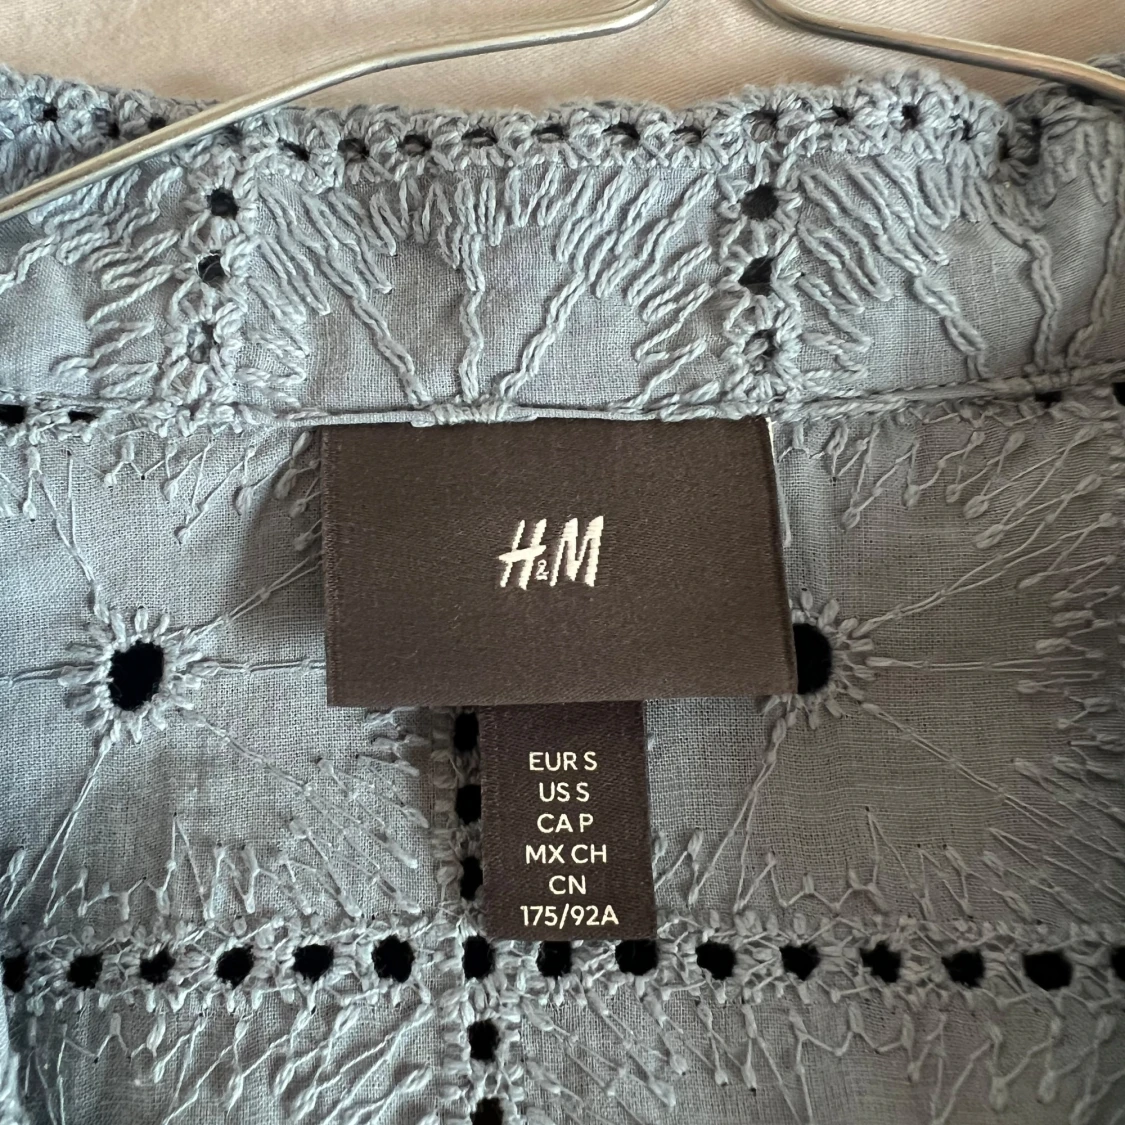 H&M
EUR S
US S
CA P
MX CH
CN
175/92A